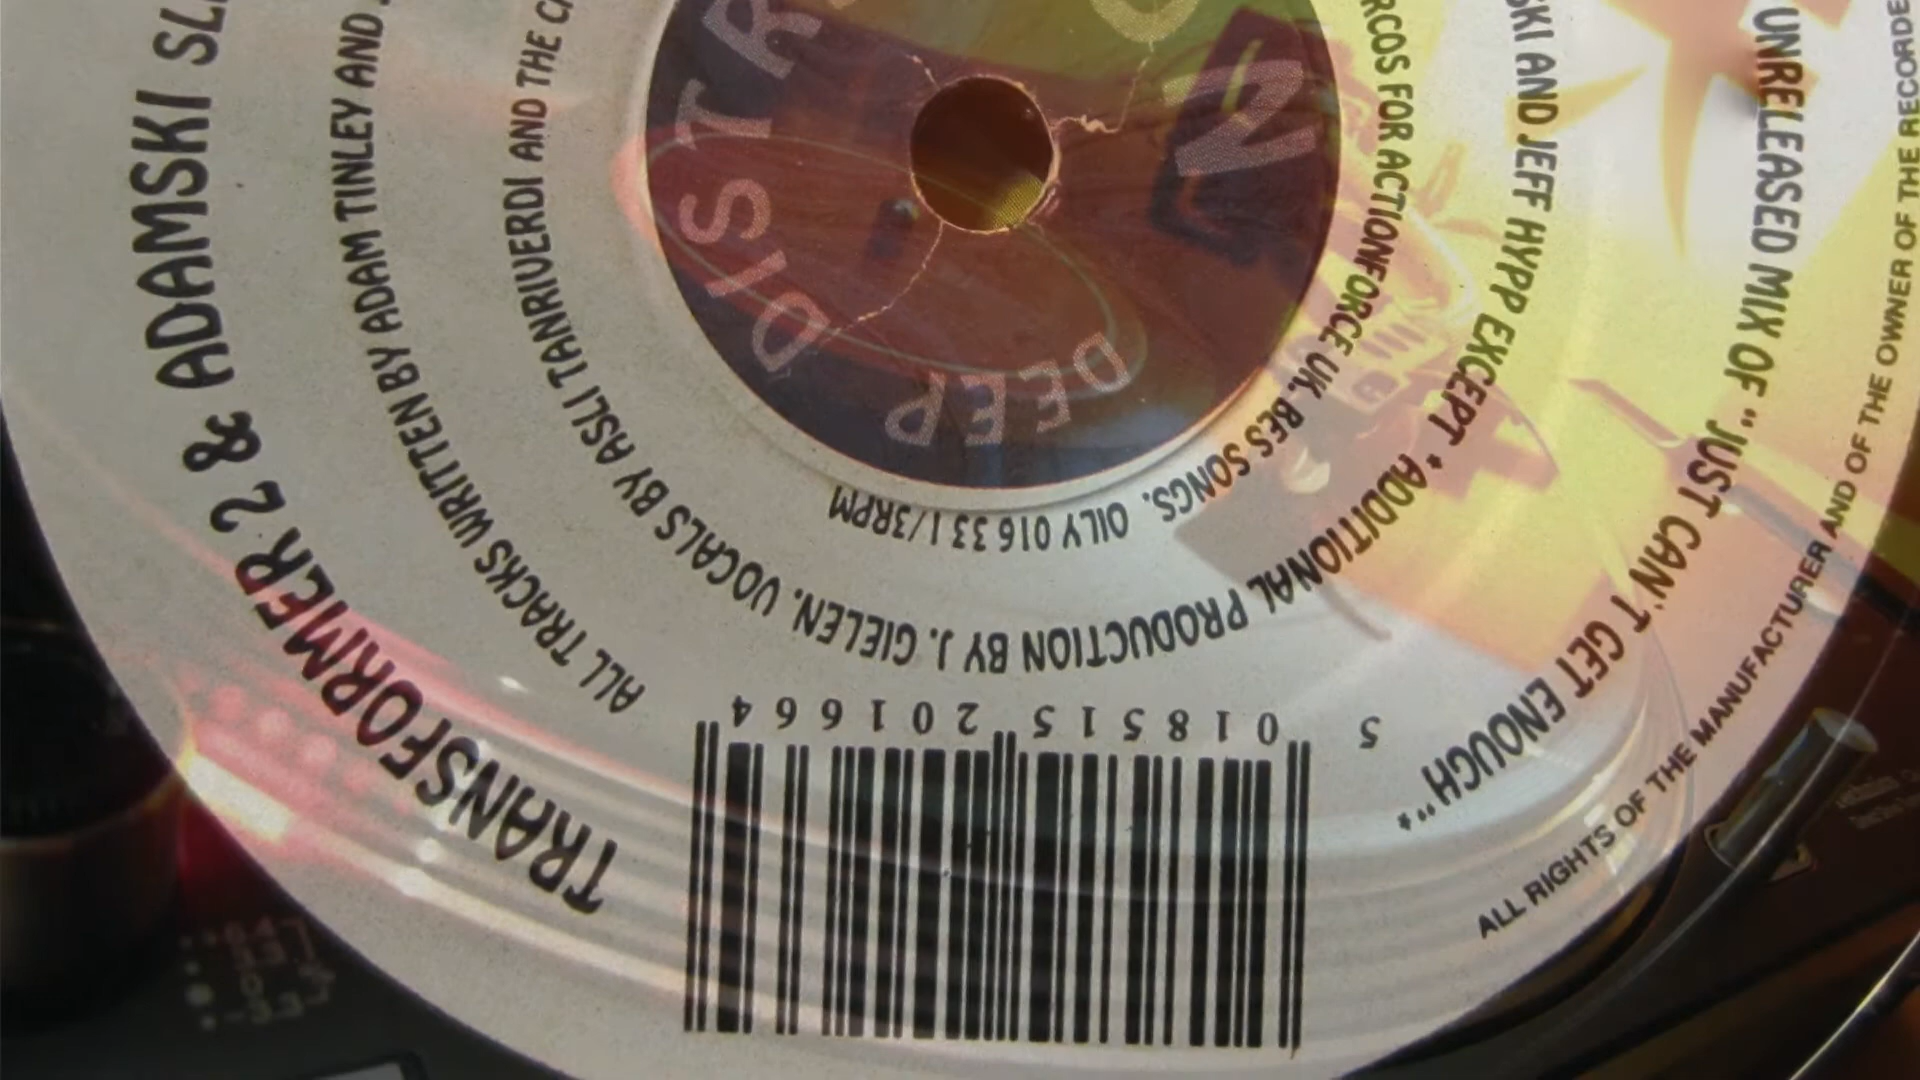 TRANSFORMER 2 & ADAMSKI
ALL TRACKS WRITTEN BY ADAM TINLEY AND
ADDITIONAL PRODUCTION BY J. GIELEN. VOCALS BY ASLI TANRIVERDI AND THE
SKI AND JEFF HYPP EXCEPT *
RCOS FOR ACTIONFORCE UK. BES SONGS. OILY 016 33 1/3RPM
UNRELEASED MIX OF "JUST CAN'T GET ENOUGH"*
ALL RIGHTS OF THE MANUFACTURER AND OF THE OWNER OF THE RECORDE
DEEP DISTR
N
5 018515 201664